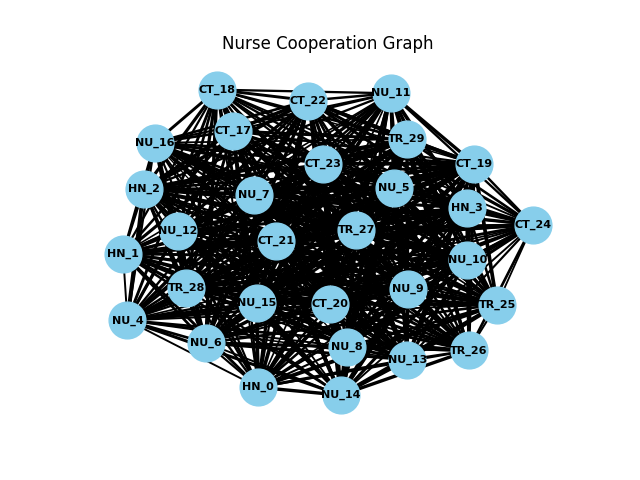 Nurse Cooperation Graph
CT_18
NU_11
CT_22
CT_17
TR_29
NU_16
CT_23
CT_19
HN_2
NU_7
NU_5
HN_3
CT_24
NU_12
TR_27
CT_21
HN_1
NU_10
TR_28
NU_9
NU_15
CT_20
TR_25
NU_4
NU_6
NU_8
TR_26
NU_13
HN_0
NU_14